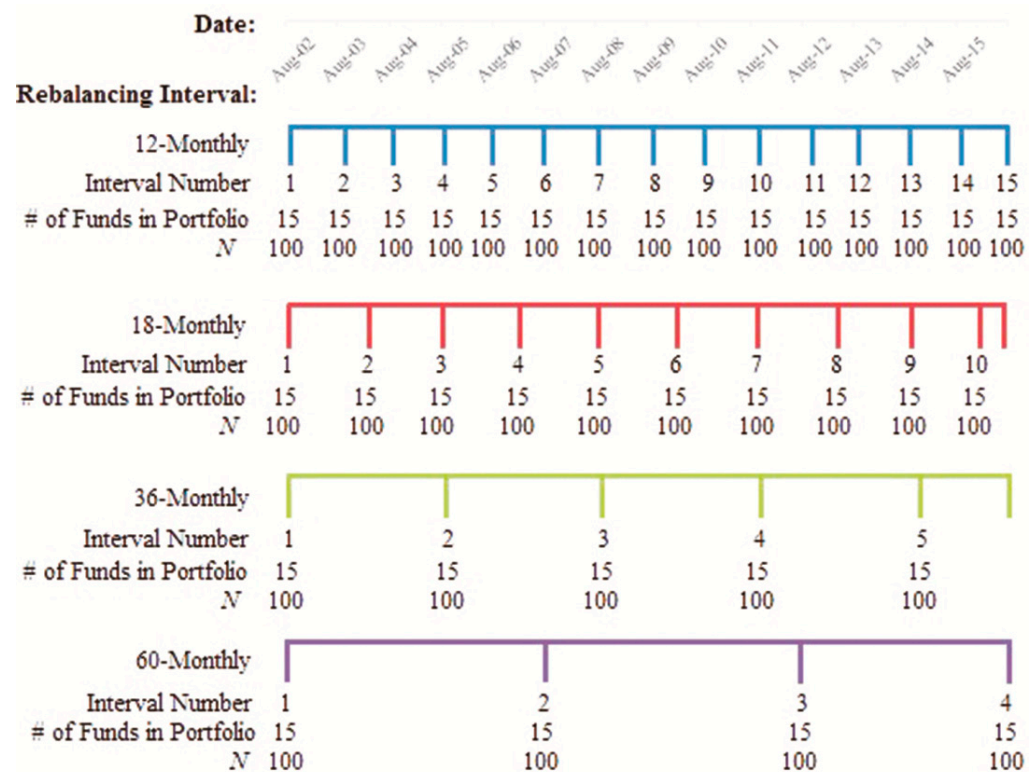 Date:
Aug-02 Aug-03 Aug-04 Aug-05 Aug-06 Aug-07 Aug-08 Aug-09 Aug-10 Aug-11 Aug-12 Aug-13 Aug-14 Aug-15
Rebalancing Interval:
12-Monthly
Interval Number 1 2 3 4 5 6 7 8 9 10 11 12 13 14 15
# of Funds in Portfolio 15 15 15 15 15 15 15 15 15 15 15 15 15 15 15
N 100 100 100 100 100 100 100 100 100 100 100 100 100 100 100
18-Monthly
Interval Number 1 2 3 4 5 6 7 8 9 10
# of Funds in Portfolio 15 15 15 15 15 15 15 15 15 15
N 100 100 100 100 100 100 100 100 100 100
36-Monthly
Interval Number 1 2 3 4 5
# of Funds in Portfolio 15 15 15 15 15
N 100 100 100 100 100
60-Monthly
Interval Number 1 2 3 4
# of Funds in Portfolio 15 15 15 15
N 100 100 100 100